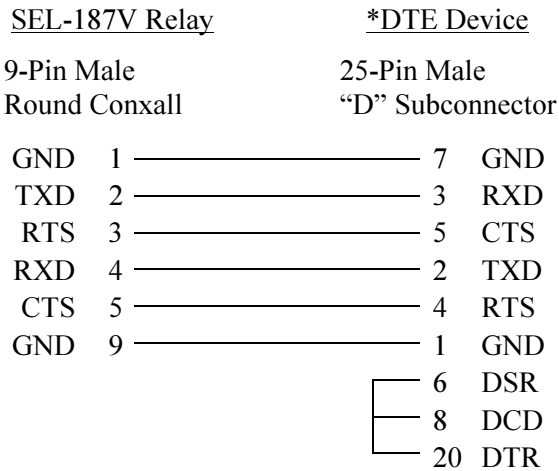 SEL-187V Relay *DTE Device
9-Pin Male 25-Pin Male
Round Conxall “D” Subconnector
GND 1 7 GND
TXD 2 3 RXD
RTS 3 5 CTS
RXD 4 2 TXD
CTS 5 4 RTS
GND 9 1 GND
6 DSR
8 DCD
20 DTR